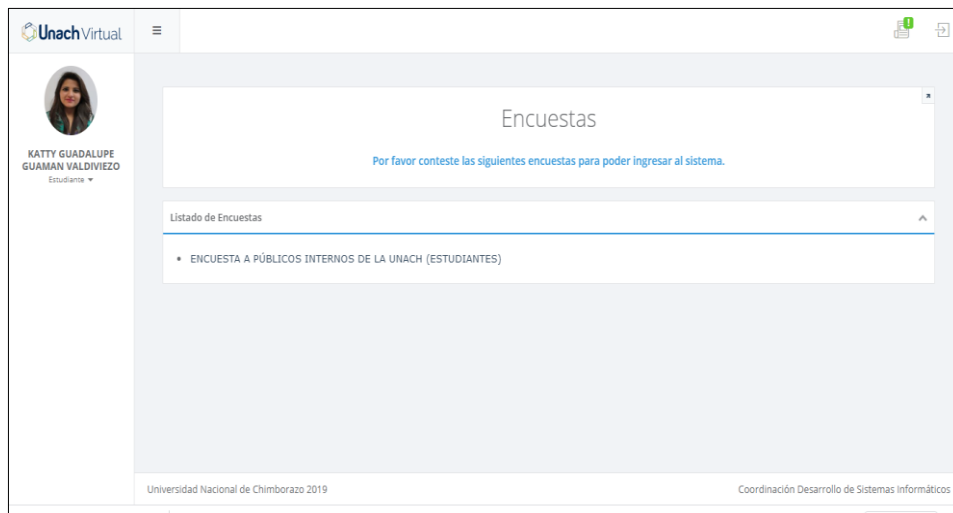 Unach Virtual
KATTY GUADALUPE
GUAMAN VALDIVIEZO
Estudiante
Encuestas
Por favor conteste las siguientes encuestas para poder ingresar al sistema.
Listado de Encuestas
• ENCUESTA A PÚBLICOS INTERNOS DE LA UNACH (ESTUDIANTES)
Universidad Nacional de Chimborazo 2019
Coordinación Desarrollo de Sistemas Informáticos